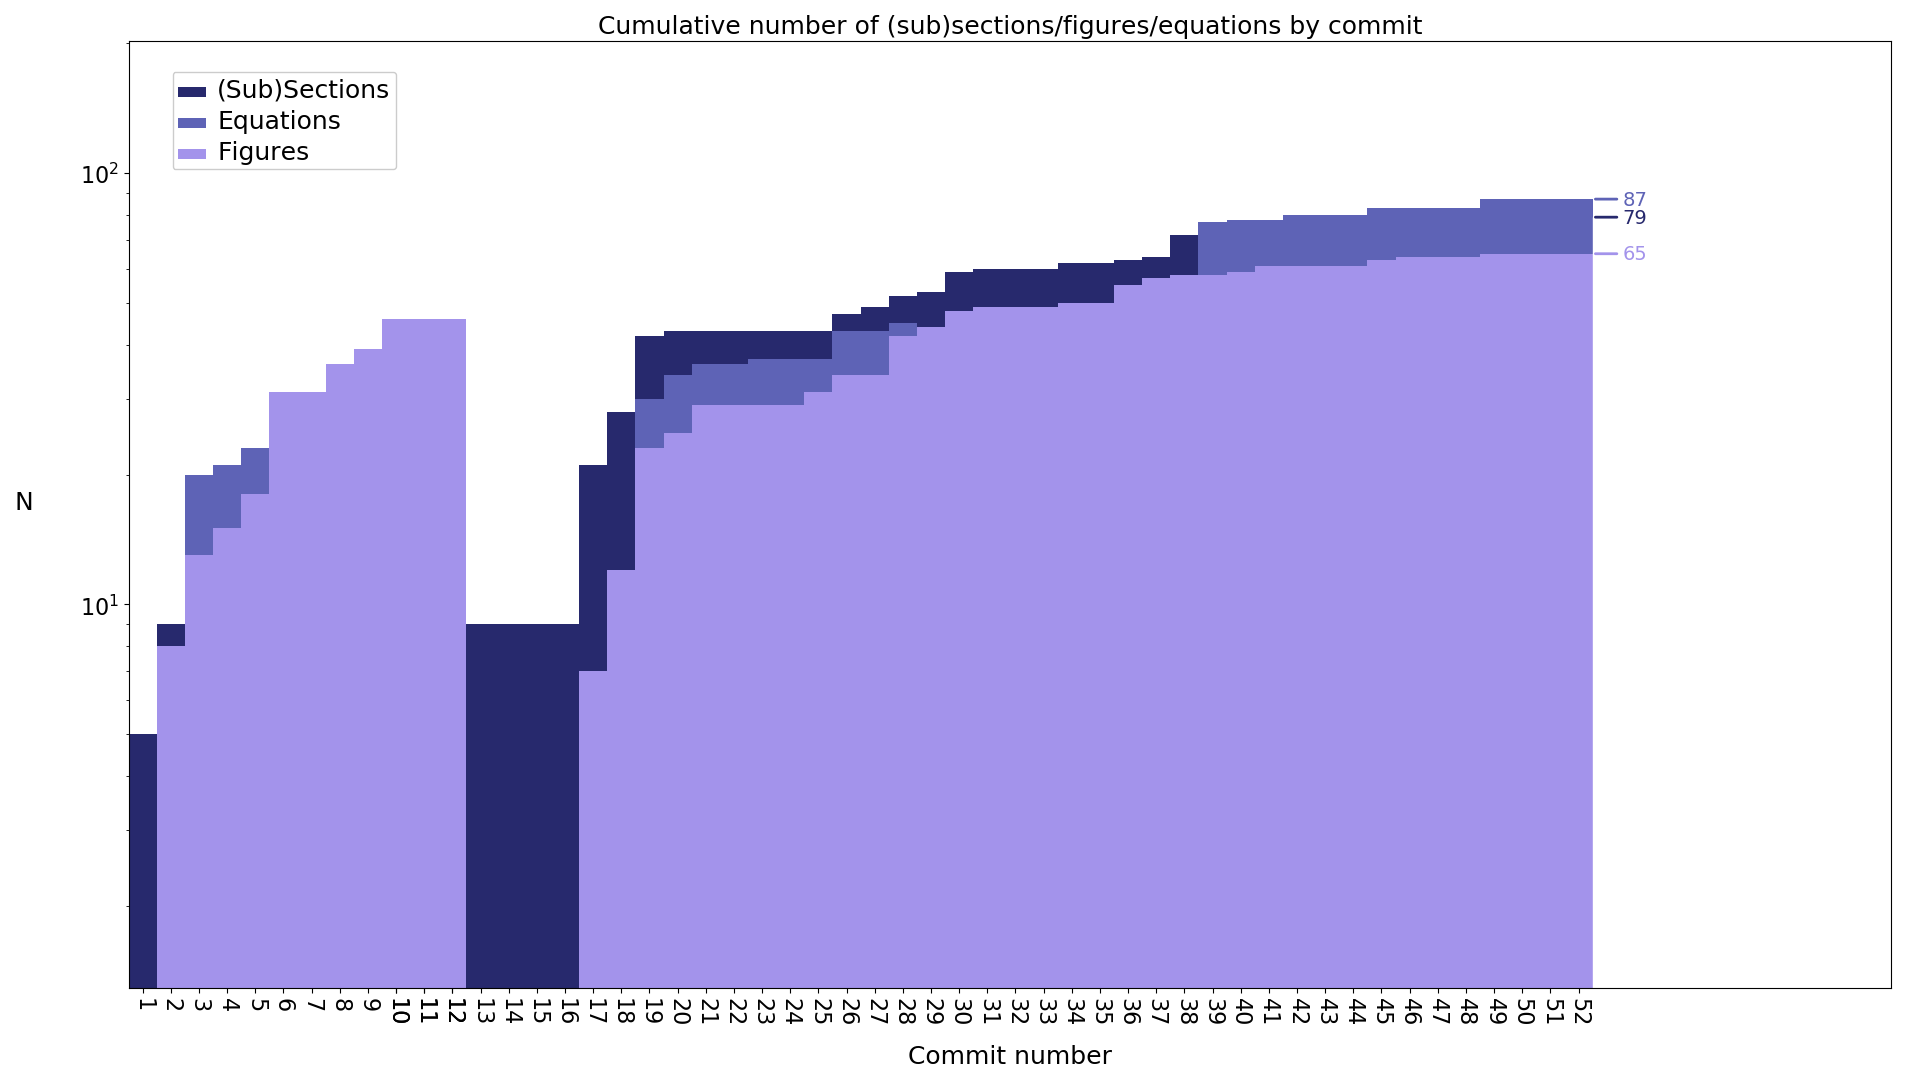 Cumulative number of (sub)sections/figures/equations by commit
(Sub)Sections
Equations
Figures
10²
10¹
N
87
79
65
1 2 3 4 5 6 7 8 9 10 11 12 13 14 15 16 17 18 19 20 21 22 23 24 25 26 27 28 29 30 31 32 33 34 35 36 37 38 39 40 41 42 43 44 45 46 47 48 49 50 51 52
Commit number